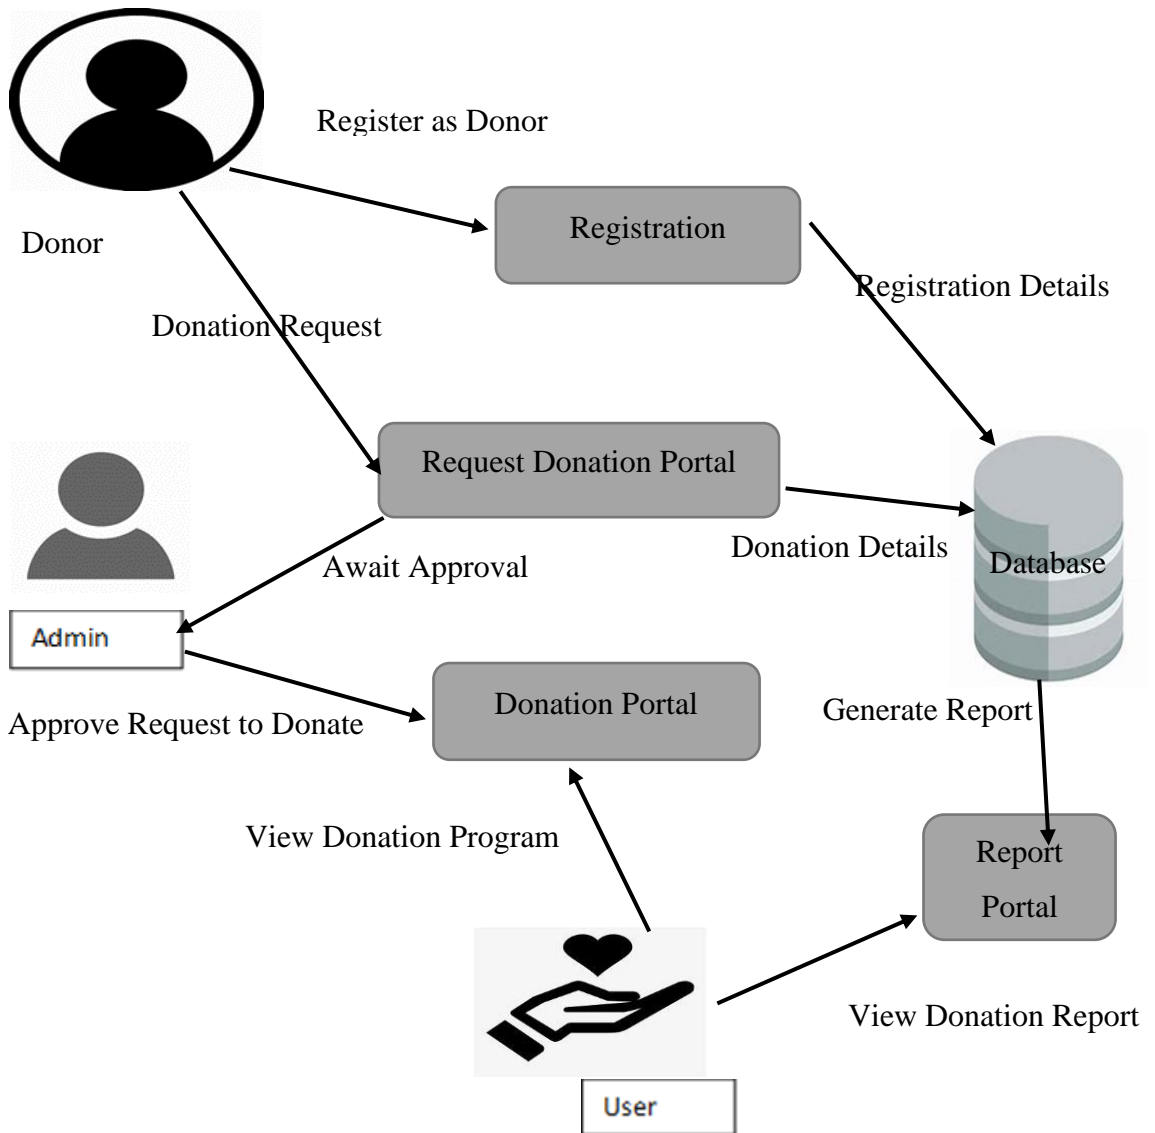 Register as Donor
Registration
Donor
Registration Details
Donation Request
Request Donation Portal
Donation Details
Await Approval
Database
Admin
Donation Portal
Generate Report
Approve Request to Donate
View Donation Program
Report
Portal
View Donation Report
User